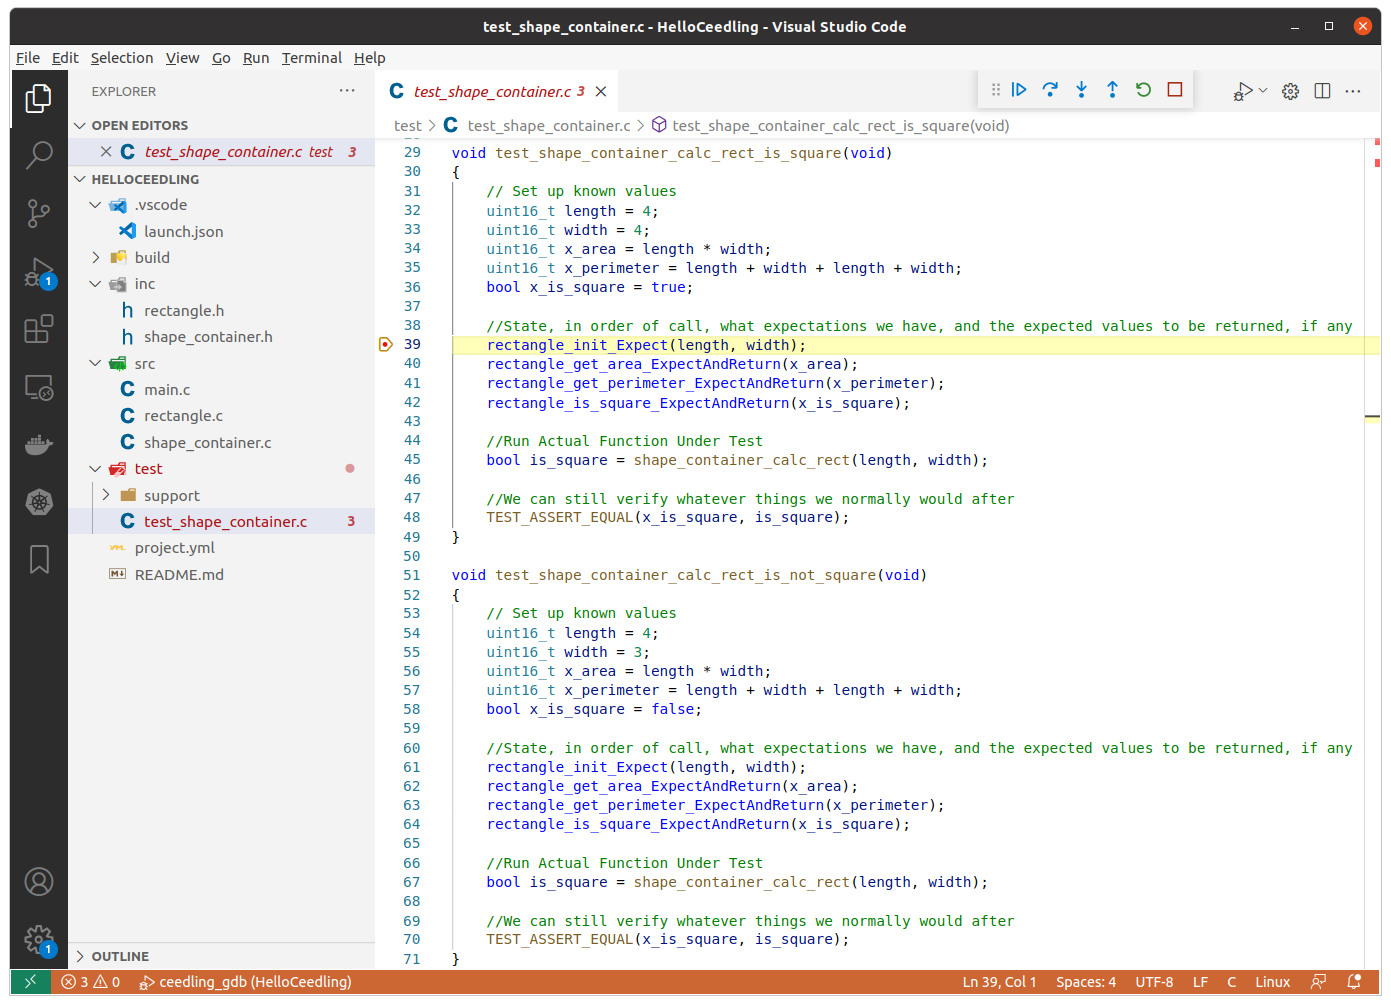 test_shape_container.c - HelloCeedling - Visual Studio Code
File Edit Selection View Go Run Terminal Help
EXPLORER
OPEN EDITORS
test_shape_container.c test 3
HELLOCEEDLING
.vscode
launch.json
build
inc
rectangle.h
shape_container.h
src
main.c
rectangle.c
shape_container.c
test
support
test_shape_container.c 3
project.yml
README.md
OUTLINE
1
1
test_shape_container.c 3
test > test_shape_container.c > test_shape_container_calc_rect_is_square(void)
29 void test_shape_container_calc_rect_is_square(void)
30 {
31 // Set up known values
32 uint16_t length = 4;
33 uint16_t width = 4;
34 uint16_t x_area = length * width;
35 uint16_t x_perimeter = length + width + length + width;
36 bool x_is_square = true;
37
38 //State, in order of call, what expectations we have, and the expected values to be returned, if any
39 rectangle_init_Expect(length, width);
40 rectangle_get_area_ExpectAndReturn(x_area);
41 rectangle_get_perimeter_ExpectAndReturn(x_perimeter);
42 rectangle_is_square_ExpectAndReturn(x_is_square);
43
44 //Run Actual Function Under Test
45 bool is_square = shape_container_calc_rect(length, width);
46
47 //We can still verify whatever things we normally would after
48 TEST_ASSERT_EQUAL(x_is_square, is_square);
49 }
50
51 void test_shape_container_calc_rect_is_not_square(void)
52 {
53 // Set up known values
54 uint16_t length = 4;
55 uint16_t width = 3;
56 uint16_t x_area = length * width;
57 uint16_t x_perimeter = length + width + length + width;
58 bool x_is_square = false;
59
60 //State, in order of call, what expectations we have, and the expected values to be returned, if any
61 rectangle_init_Expect(length, width);
62 rectangle_get_area_ExpectAndReturn(x_area);
63 rectangle_get_perimeter_ExpectAndReturn(x_perimeter);
64 rectangle_is_square_ExpectAndReturn(x_is_square);
65
66 //Run Actual Function Under Test
67 bool is_square = shape_container_calc_rect(length, width);
68
69 //We can still verify whatever things we normally would after
70 TEST_ASSERT_EQUAL(x_is_square, is_square);
71 }
3 0 ceedling_gdb (HelloCeedling) Ln 39, Col 1 Spaces: 4 UTF-8 LF C Linux